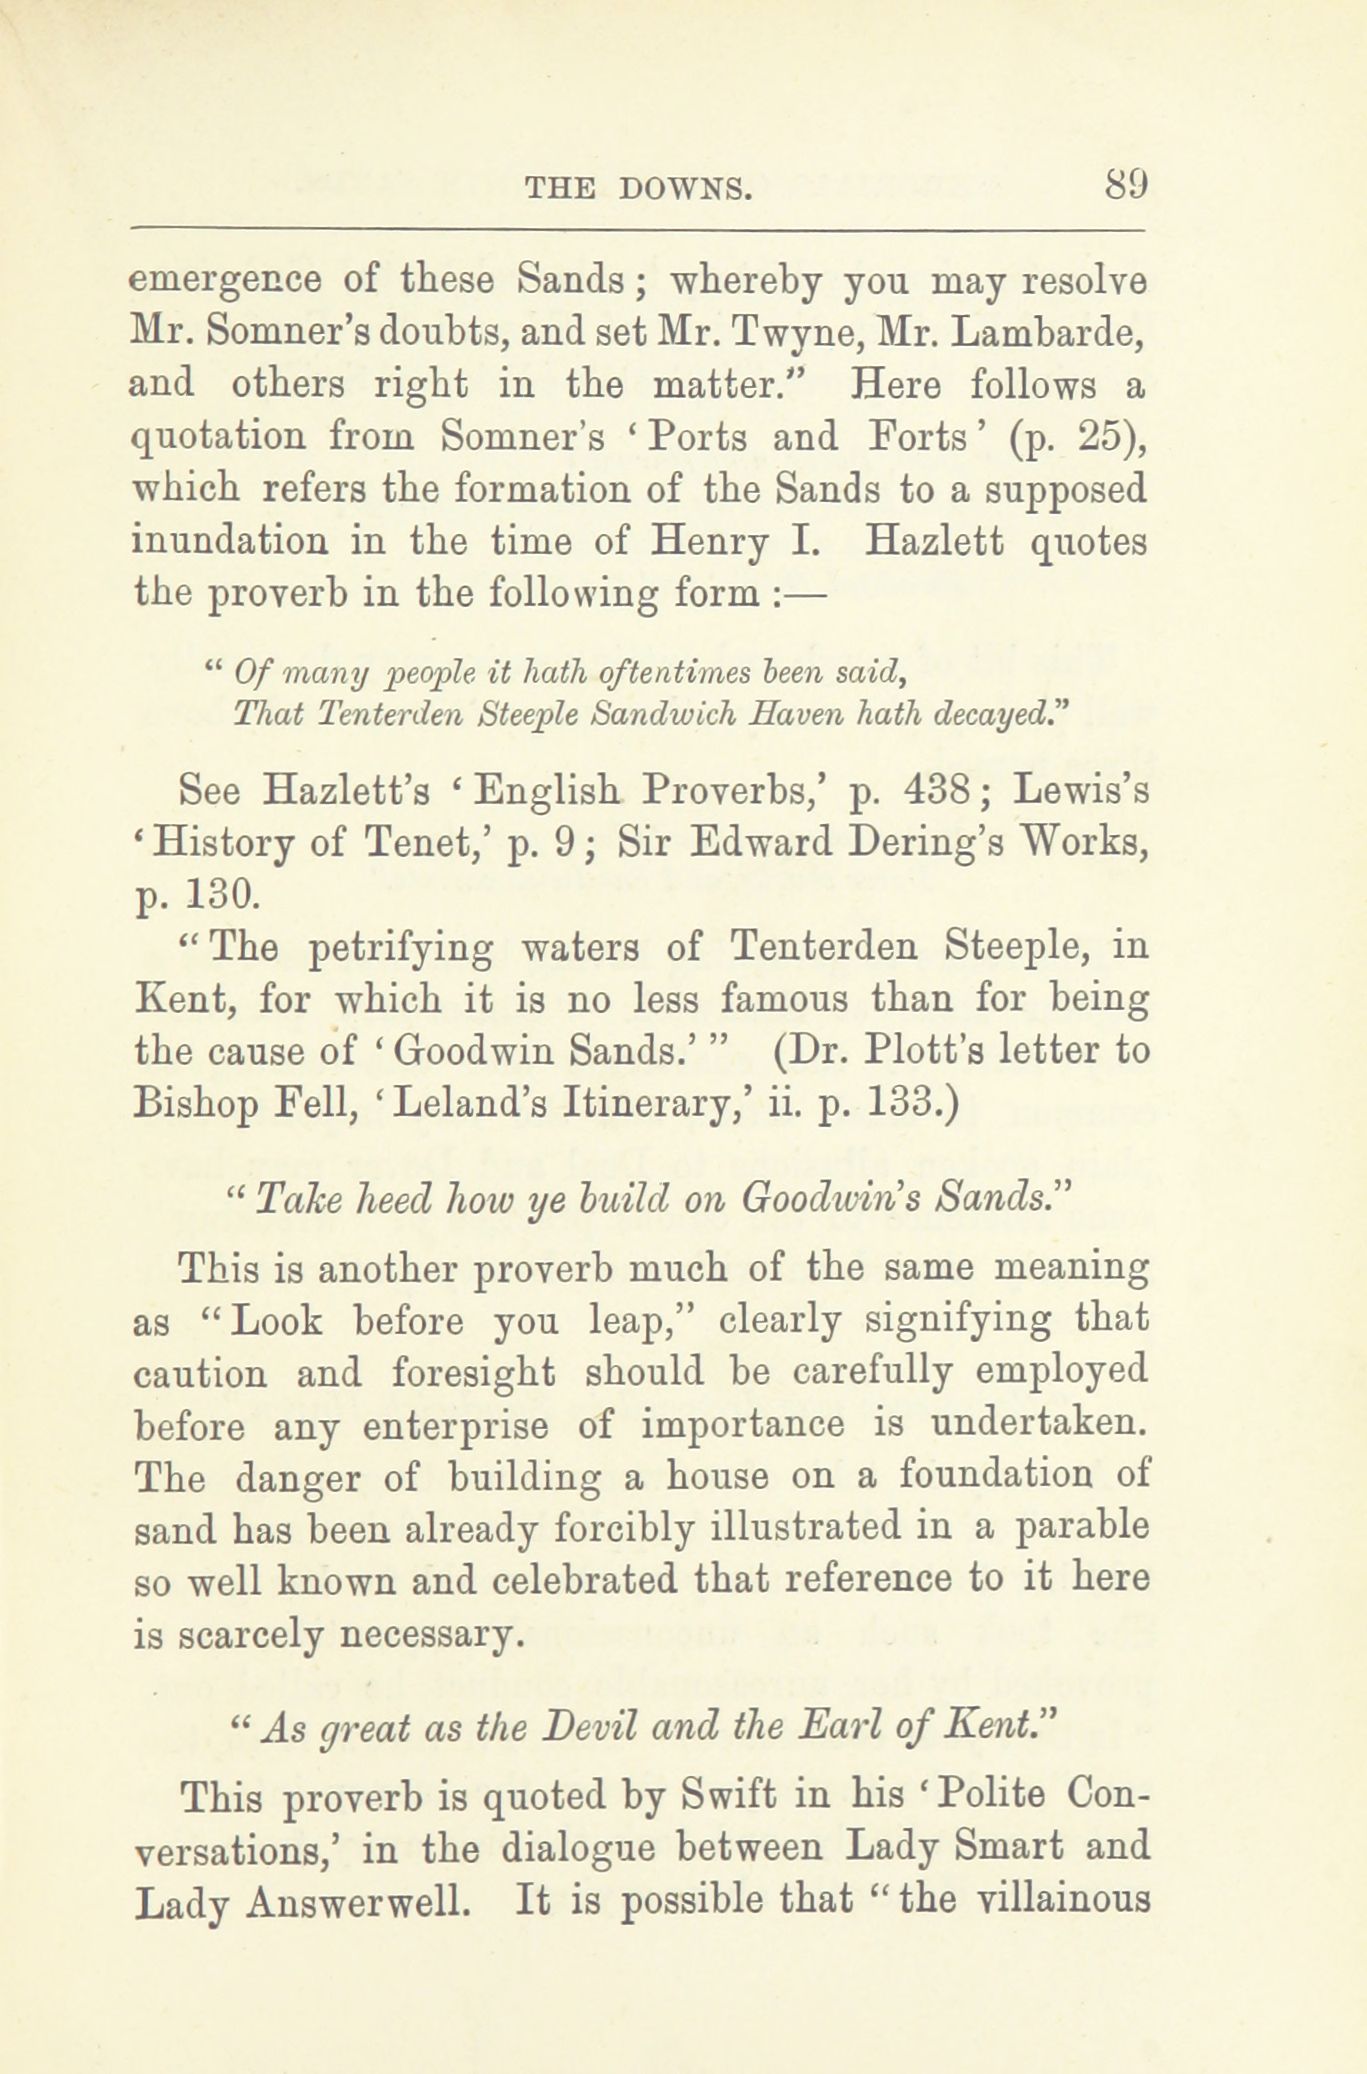 THE DOWNS. 89
emergence of these Sands; whereby you may resolve
Mr. Somner's doubts, and set Mr. Twyne, Mr. Lambarde,
and others right in the matter." Here follows a
quotation from Somner's 'Ports and Forts' (p. 25),
which refers the formation of the Sands to a supposed
inundation in the time of Henry I. Hazlett quotes
the proverb in the following form :—
"Of many people it hath oftentimes been said,
That Tenterden Steeple Sandwich Haven hath decayed."
See Hazlett's 'English Proverbs,' p. 438; Lewis's
'History of Tenet,' p. 9; Sir Edward Dering's Works,
p. 130.
"The petrifying waters of Tenterden Steeple, in
Kent, for which it is no less famous than for being
the cause of 'Goodwin Sands.'" (Dr. Plott's letter to
Bishop Fell, 'Leland's Itinerary,' ii. p. 133.)
"Take heed how ye build on Goodwin's Sands."
This is another proverb much of the same meaning
as "Look before you leap," clearly signifying that
caution and foresight should be carefully employed
before any enterprise of importance is undertaken.
The danger of building a house on a foundation of
sand has been already forcibly illustrated in a parable
so well known and celebrated that reference to it here
is scarcely necessary.
"As great as the Devil and the Earl of Kent."
This proverb is quoted by Swift in his 'Polite Con-
versations,' in the dialogue between Lady Smart and
Lady Answerwell. It is possible that "the villainous